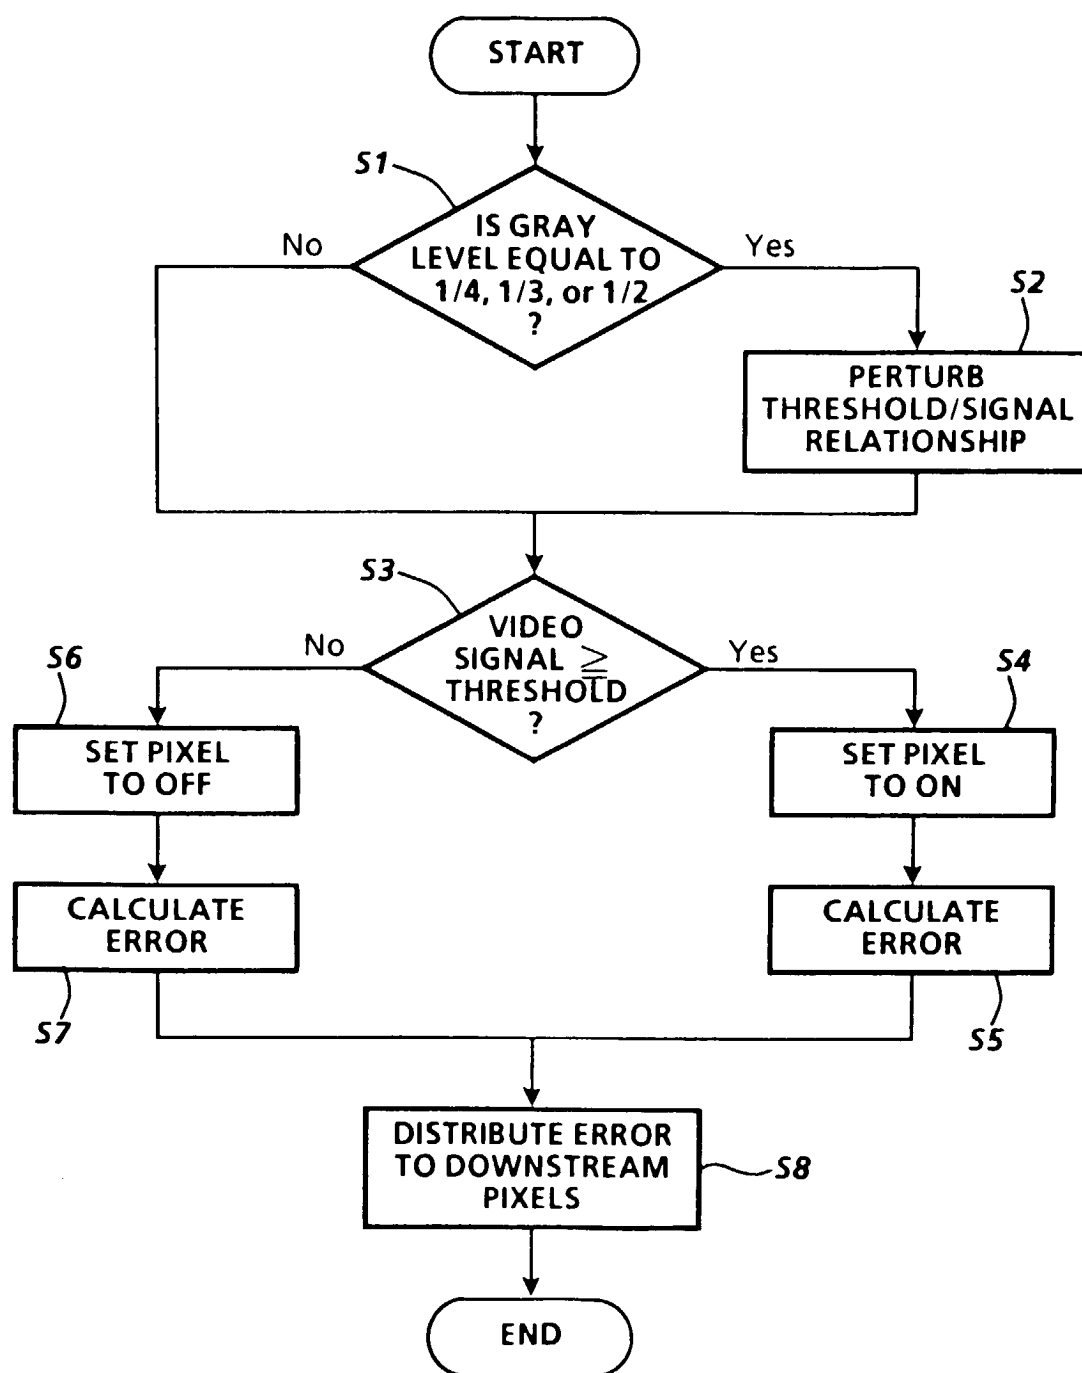 START
S1
IS GRAY
LEVEL EQUAL TO
1/4, 1/3, or 1/2
?
No
Yes
S2
PERTURB
THRESHOLD/SIGNAL
RELATIONSHIP
S3
VIDEO
SIGNAL ≧
THRESHOLD
?
No
Yes
S6
SET PIXEL
TO OFF
S4
SET PIXEL
TO ON
CALCULATE
ERROR
S7
CALCULATE
ERROR
S5
DISTRIBUTE ERROR
TO DOWNSTREAM
PIXELS
S8
END